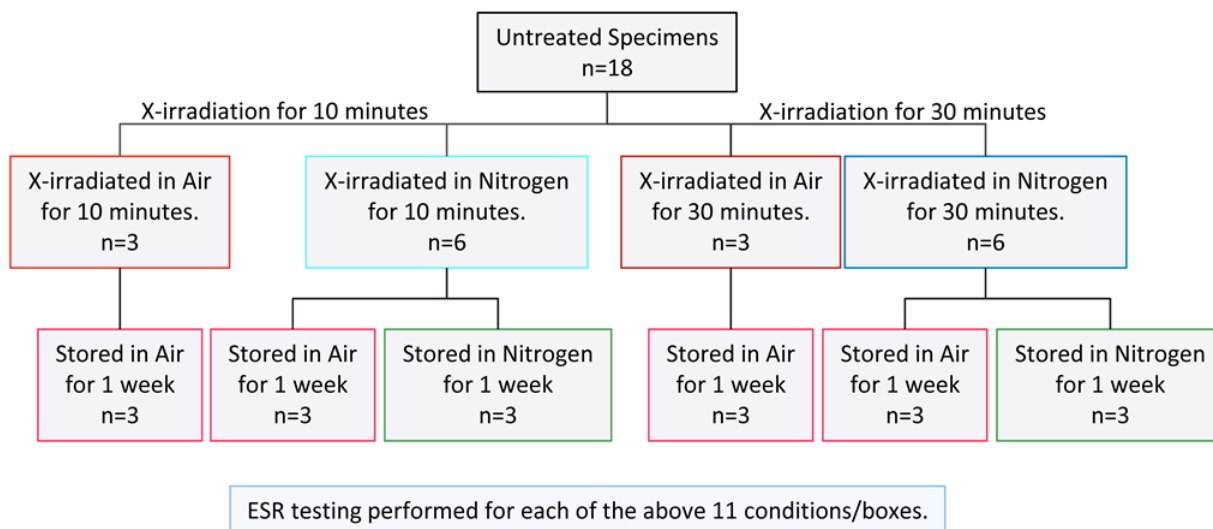 Untreated Specimens
n=18
X-irradiation for 10 minutes
X-irradiation for 30 minutes
X-irradiated in Air
for 10 minutes.
n=3
X-irradiated in Nitrogen
for 10 minutes.
n=6
X-irradiated in Air
for 30 minutes.
n=3
X-irradiated in Nitrogen
for 30 minutes.
n=6
Stored in Air
for 1 week
n=3
Stored in Air
for 1 week
n=3
Stored in Nitrogen
for 1 week
n=3
Stored in Air
for 1 week
n=3
Stored in Air
for 1 week
n=3
Stored in Nitrogen
for 1 week
n=3
ESR testing performed for each of the above 11 conditions/boxes.